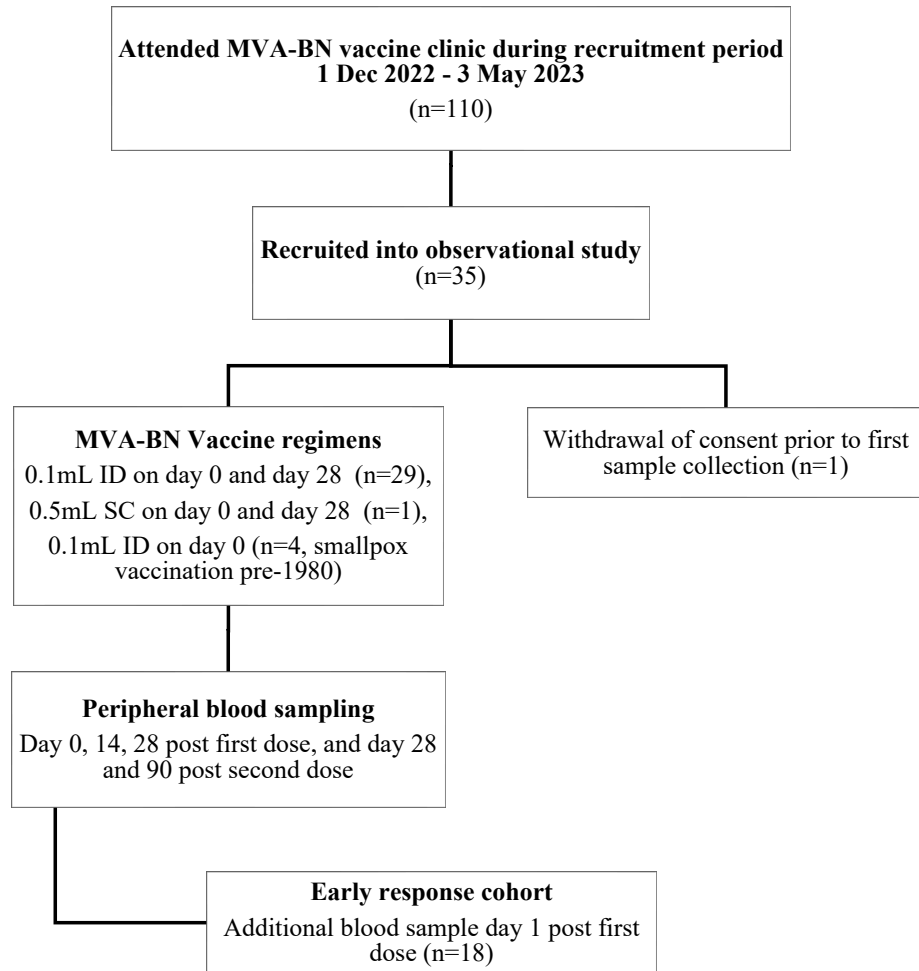 Attended MVA-BN vaccine clinic during recruitment period
1 Dec 2022 - 3 May 2023
(n=110)
Recruited into observational study
(n=35)
MVA-BN Vaccine regimens
0.1mL ID on day 0 and day 28 (n=29),
0.5mL SC on day 0 and day 28 (n=1),
0.1mL ID on day 0 (n=4, smallpox
vaccination pre-1980)
Withdrawal of consent prior to first
sample collection (n=1)
Peripheral blood sampling
Day 0, 14, 28 post first dose, and day 28
and 90 post second dose
Early response cohort
Additional blood sample day 1 post first
dose (n=18)